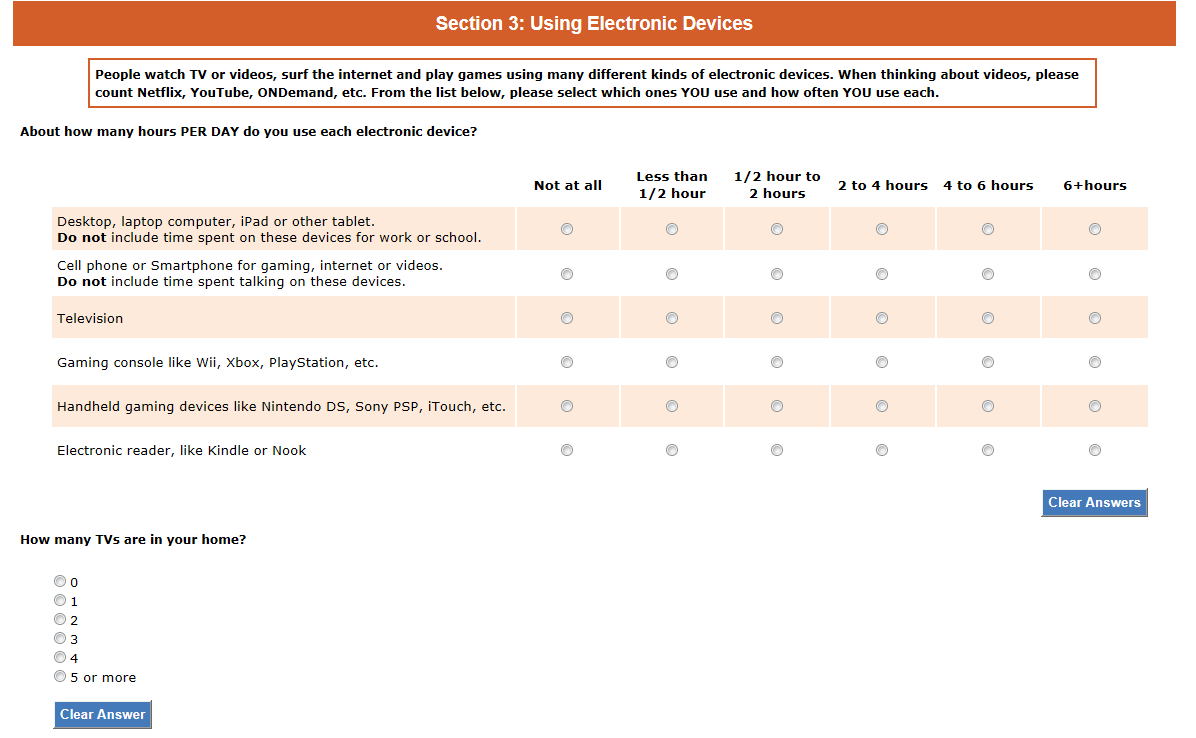 Section 3: Using Electronic Devices
People watch TV or videos, surf the internet and play games using many different kinds of electronic devices. When thinking about videos, please
count Netflix, YouTube, ONDemand, etc. From the list below, please select which ones YOU use and how often YOU use each.
About how many hours PER DAY do you use each electronic device?
Not at all
Less than
1/2 hour
1/2 hour to
2 hours
2 to 4 hours
4 to 6 hours
6+hours
Desktop, laptop computer, iPad or other tablet.
Do not include time spent on these devices for work or school.
Cell phone or Smartphone for gaming, internet or videos.
Do not include time spent talking on these devices.
Television
Gaming console like Wii, Xbox, PlayStation, etc.
Handheld gaming devices like Nintendo DS, Sony PSP, iTouch, etc.
Electronic reader, like Kindle or Nook
Clear Answers
How many TVs are in your home?
0
1
2
3
4
5 or more
Clear Answer